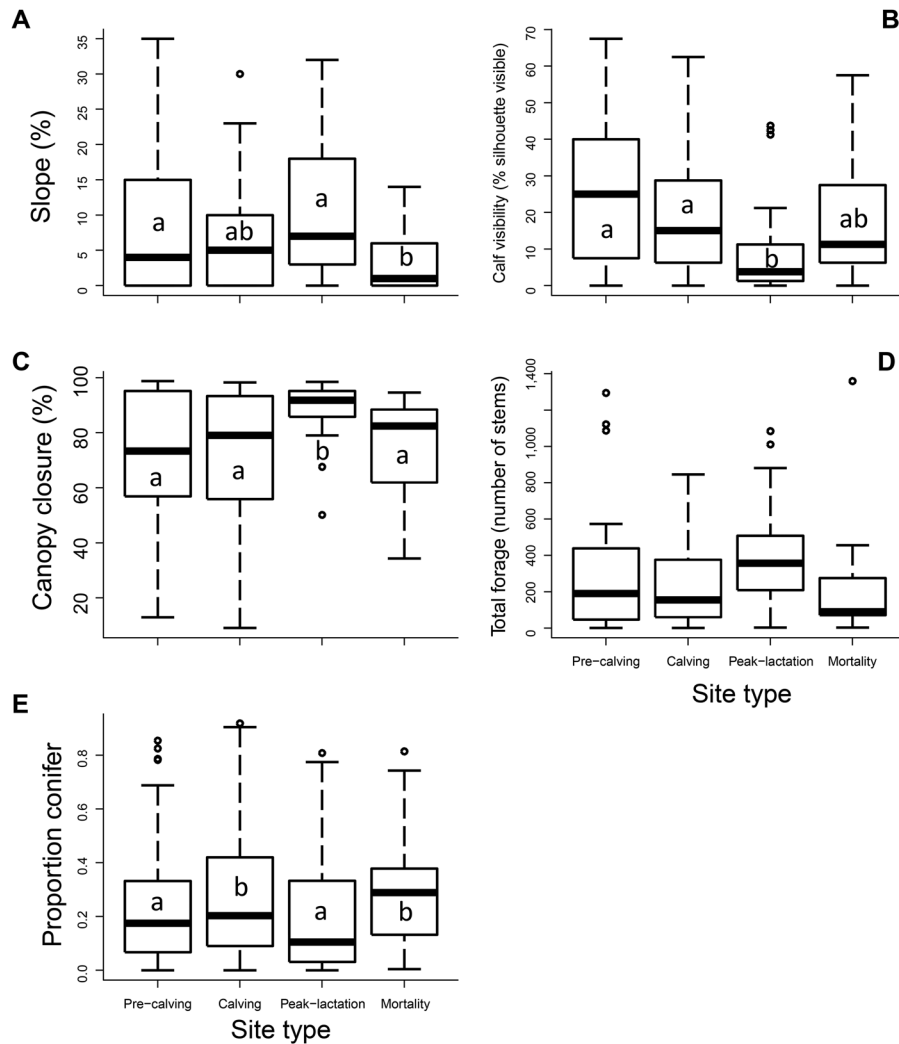 A
Slope (%)
35
30
25
20
15
10
5
0
a
ab
a
b
B
Calf visibility (% silhouette visible)
70
60
50
40
30
20
10
0
a
a
b
ab
C
Canopy closure (%)
100
80
60
40
20
a
a
b
a
D
Total forage (number of stems)
1,400
1,000
800
600
400
200
0
Pre−calving Calving Peak−lactation Mortality
Site type
E
Proportion conifer
0.8
0.6
0.4
0.2
0.0
a
b
a
b
Pre−calving Calving Peak−lactation Mortality
Site type